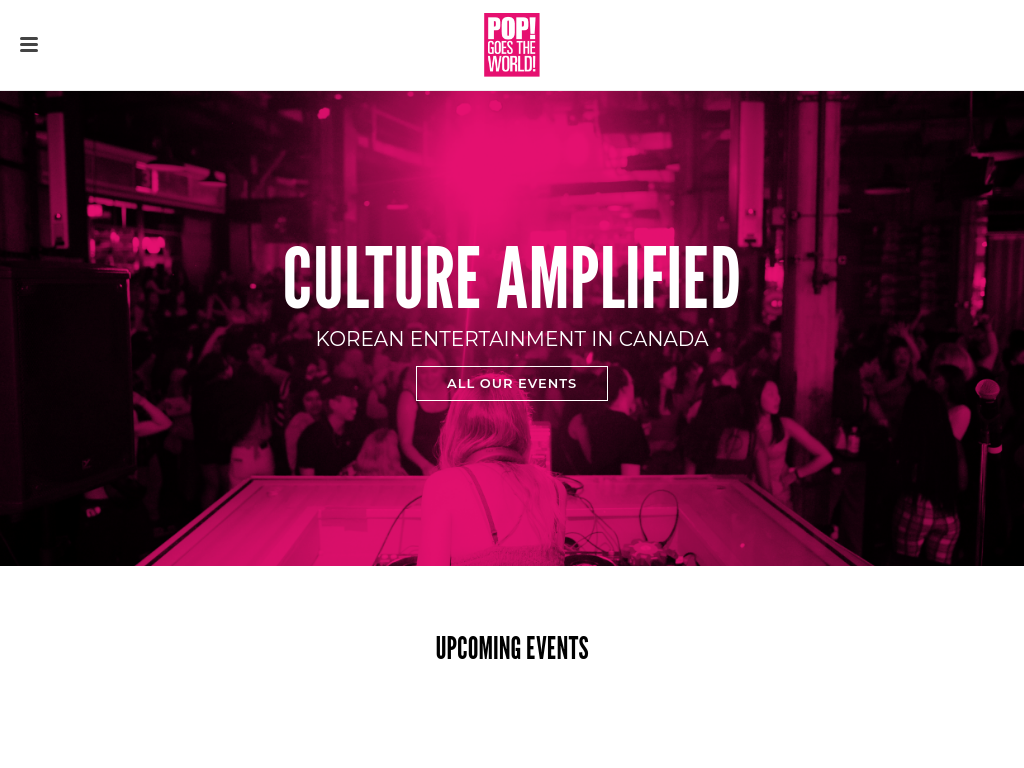 POP!
GOES THE
WORLD!
CULTURE AMPLIFIED
KOREAN ENTERTAINMENT IN CANADA
ALL OUR EVENTS
UPCOMING EVENTS